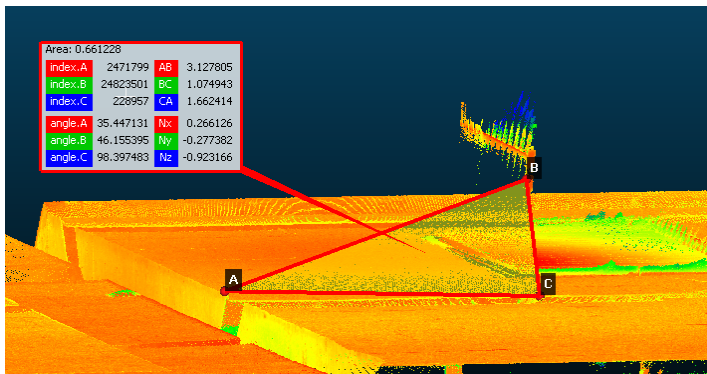 Area: 0.661228
index.A 2471799 AB 3.127805
index.B 24823501 BC 1.074943
index.C 228957 CA 1.662414
angle.A 35.447131 Nx 0.266126
angle.B 46.155395 Ny -0.277382
angle.C 98.397483 Nz -0.923166
B
A
C